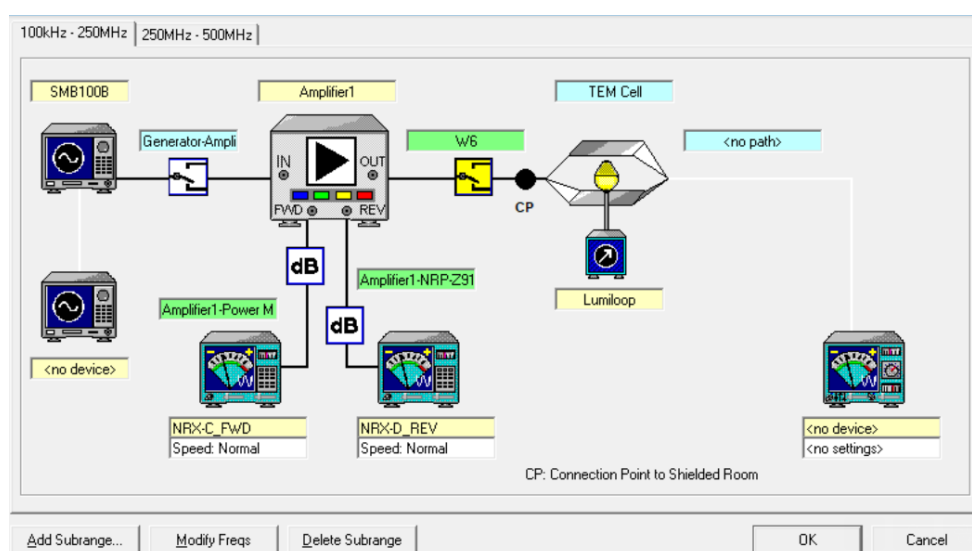 100kHz - 250MHz
250MHz - 500MHz
SMB100B
Amplifier1
TEM Cell
Generator-Ampli
W6
<no path>
IN
OUT
FWD
REV
CP
dB
Amplifier1-NRP-Z91
Lumiloop
Amplifier1-Power M
dB
<no device>
NRX-C_FWD
Speed: Normal
NRX-D_REV
Speed: Normal
<no device>
<no settings>
CP: Connection Point to Shielded Room
Add Subrange...
Modify Freqs
Delete Subrange
OK
Cancel